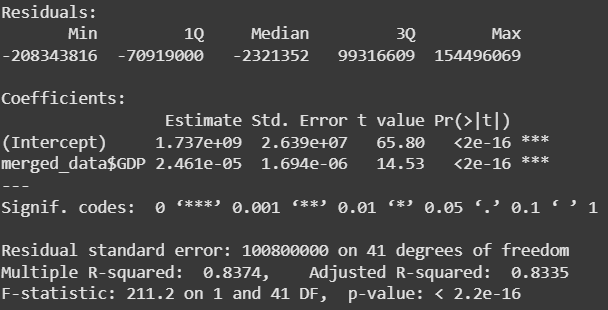 Residuals:
       Min         1Q     Median         3Q        Max
-208343816  -70919000   -2321352   99316609  154496069

Coefficients:
                Estimate Std. Error t value Pr(>|t|)
(Intercept)     1.737e+09  2.639e+07   65.80   <2e-16 ***
merged_data$GDP 2.461e-05  1.694e-06   14.53   <2e-16 ***
---
Signif. codes:  0 ‘***’ 0.001 ‘**’ 0.01 ‘*’ 0.05 ‘.’ 0.1 ‘ ’ 1

Residual standard error: 100800000 on 41 degrees of freedom
Multiple R-squared:  0.8374,    Adjusted R-squared:  0.8335
F-statistic: 211.2 on 1 and 41 DF,  p-value: < 2.2e-16